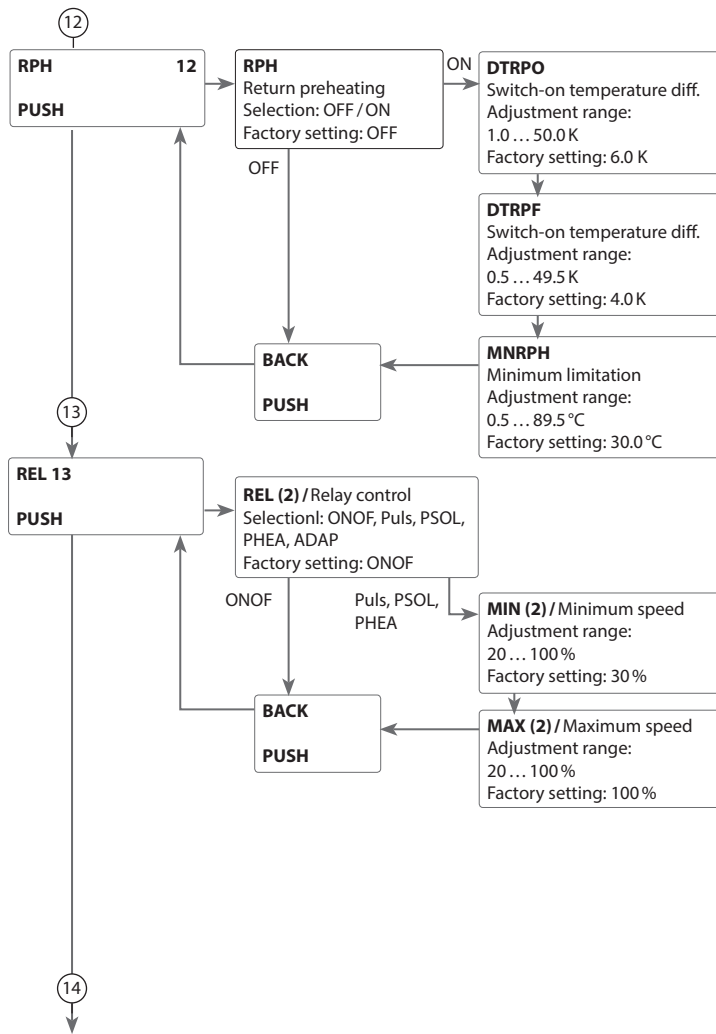 12
RPH 12
PUSH
RPH
Return preheating
Selection: OFF / ON
Factory setting: OFF
ON
OFF
DTRPO
Switch-on temperature diff.
Adjustment range:
1.0 … 50.0 K
Factory setting: 6.0 K
DTRPF
Switch-on temperature diff.
Adjustment range:
0.5 … 49.5 K
Factory setting: 4.0 K
MNRPH
Minimum limitation
Adjustment range:
0.5 … 89.5 °C
Factory setting: 30.0 °C
BACK
PUSH
13
REL 13
PUSH
REL (2) / Relay control
Selectionl: ONOF, Puls, PSOL,
PHEA, ADAP
Factory setting: ONOF
ONOF
Puls, PSOL,
PHEA
MIN (2) / Minimum speed
Adjustment range:
20 … 100 %
Factory setting: 30 %
MAX (2) / Maximum speed
Adjustment range:
20 … 100 %
Factory setting: 100 %
BACK
PUSH
14